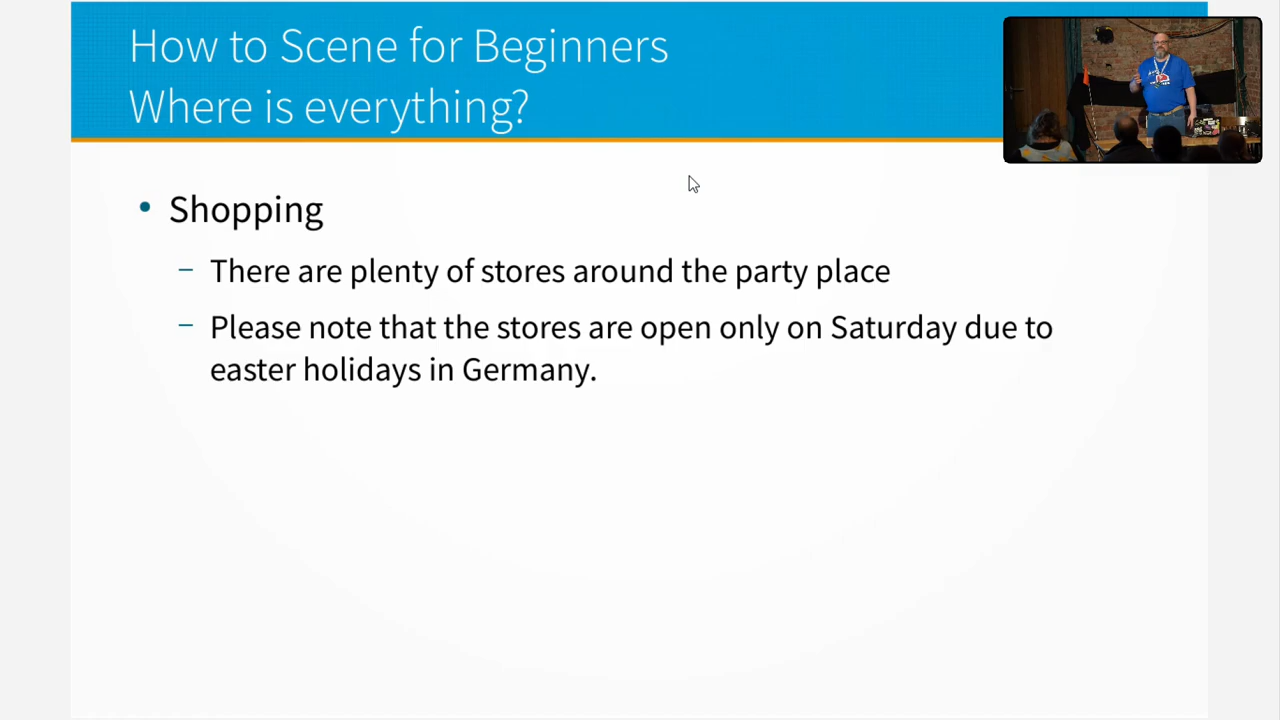 How to Scene for Beginners
Where is everything?
Shopping
There are plenty of stores around the party place
Please note that the stores are open only on Saturday due to
easter holidays in Germany.